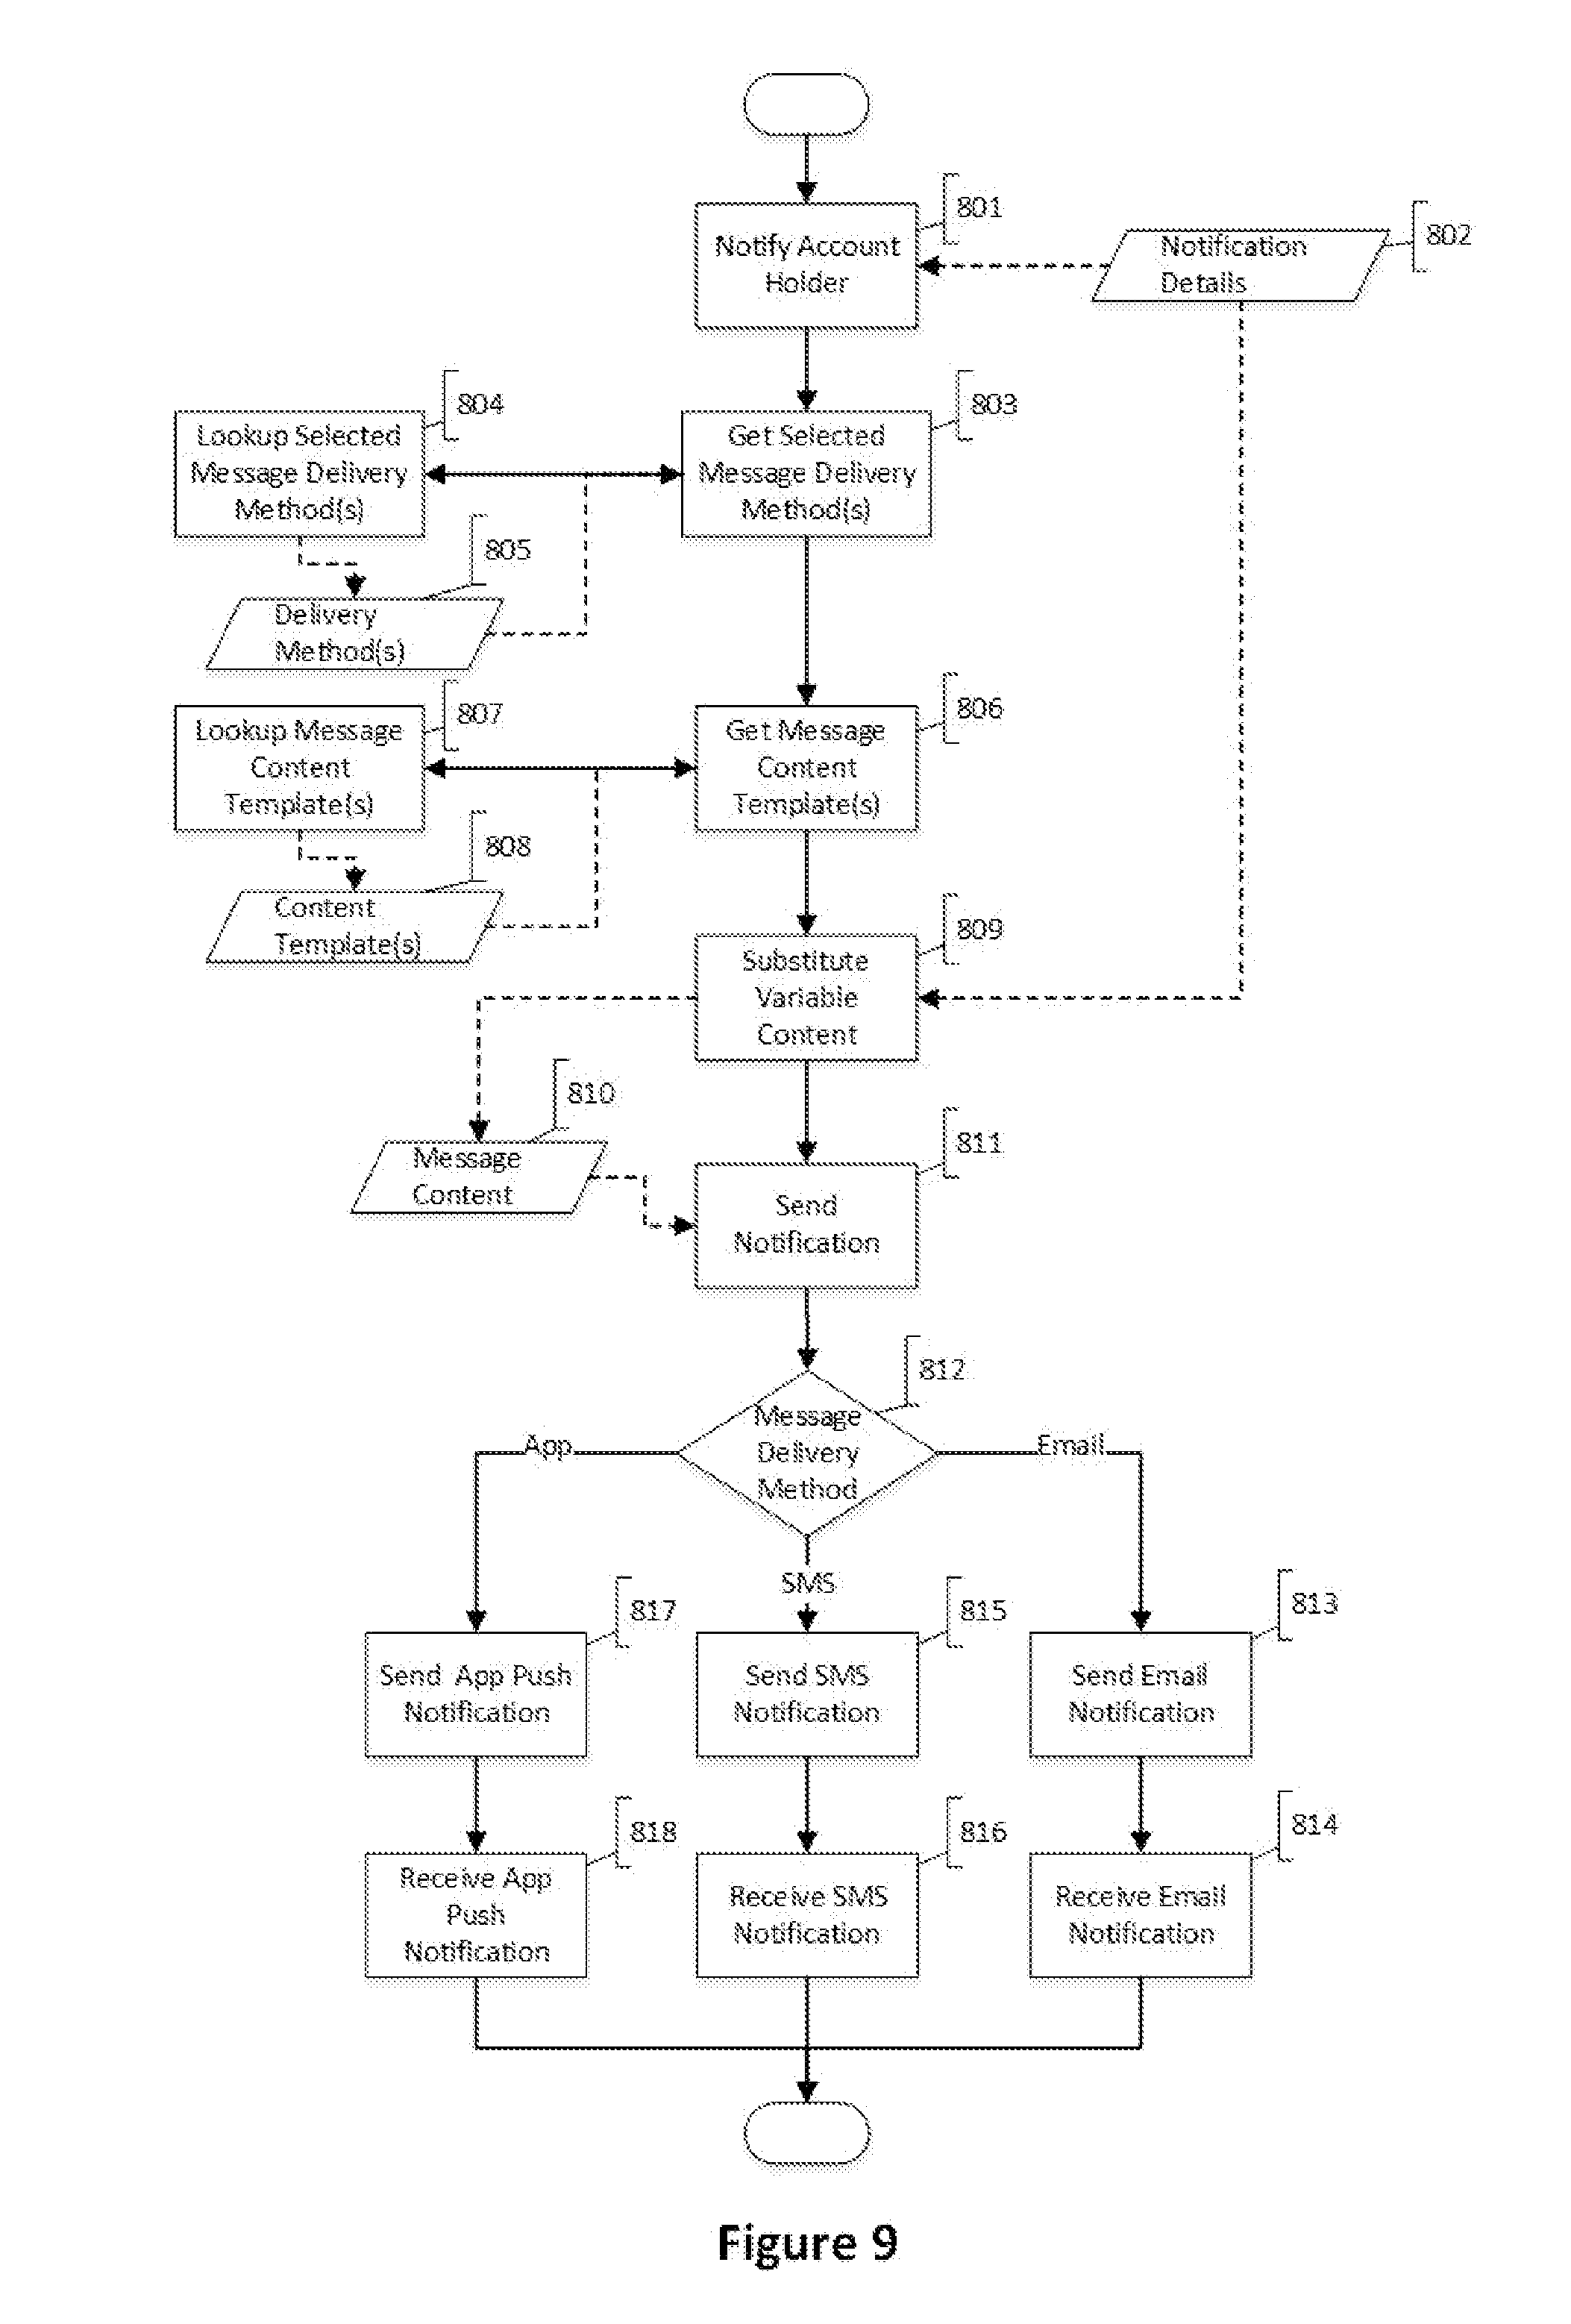 801
Notify Account
Holder
Notification
Details
802
804
Lookup Selected
Message Delivery
Method(s)
803
Get Selected
Message Delivery
Method(s)
805
Delivery
Method(s)
807
Lookup Message
Content
Template(s)
806
Get Message
Content
Template(s)
808
Content
Template(s)
809
Substitute
Variable
Content
810
Message
Content
811
Send
Notification
812
Message
Delivery
Method
App
Email
SMS
817
Send App Push
Notification
815
Send SMS
Notification
813
Send Email
Notification
818
Receive App
Push
Notification
816
Receive SMS
Notification
814
Receive Email
Notification
Figure 9